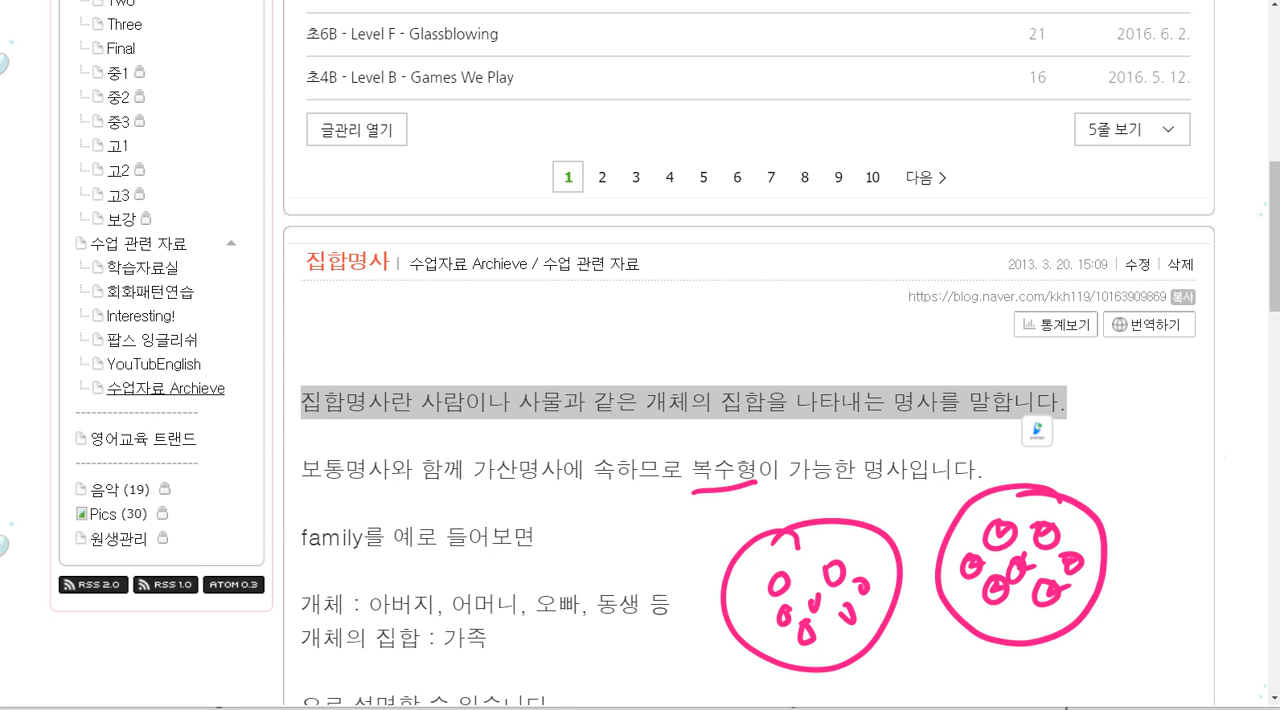 Two
Three
Final
중1
중2
중3
고1
고2
고3
보강
수업 관련 자료
학습자료실
회화패턴연습
Interesting!
팝스 잉글리쉬
YouTubEnglish
수업자료 Archieve
영어교육 트랜드
음악 (19)
Pics (30)
원생관리
RSS 2.0 RSS 1.0 ATOM 0.3
초6B - Level F - Glassblowing 21 2016. 6. 2.
초4B - Level B - Games We Play 16 2016. 5. 12.
글관리 열기 5줄 보기
1 2 3 4 5 6 7 8 9 10 다음
집합명사 | 수업자료 Archieve / 수업 관련 자료 2013. 3. 20. 15:09 수정 삭제
https://blog.naver.com/kkh119/10163909869 복사
통계보기 번역하기
집합명사란 사람이나 사물과 같은 개체의 집합을 나타내는 명사를 말합니다.
보통명사와 함께 가산명사에 속하므로 복수형이 가능한 명사입니다.
family를 예로 들어보면
개체 : 아버지, 어머니, 오빠, 동생 등
개체의 집합 : 가족
으로 설명할 수 있습니다